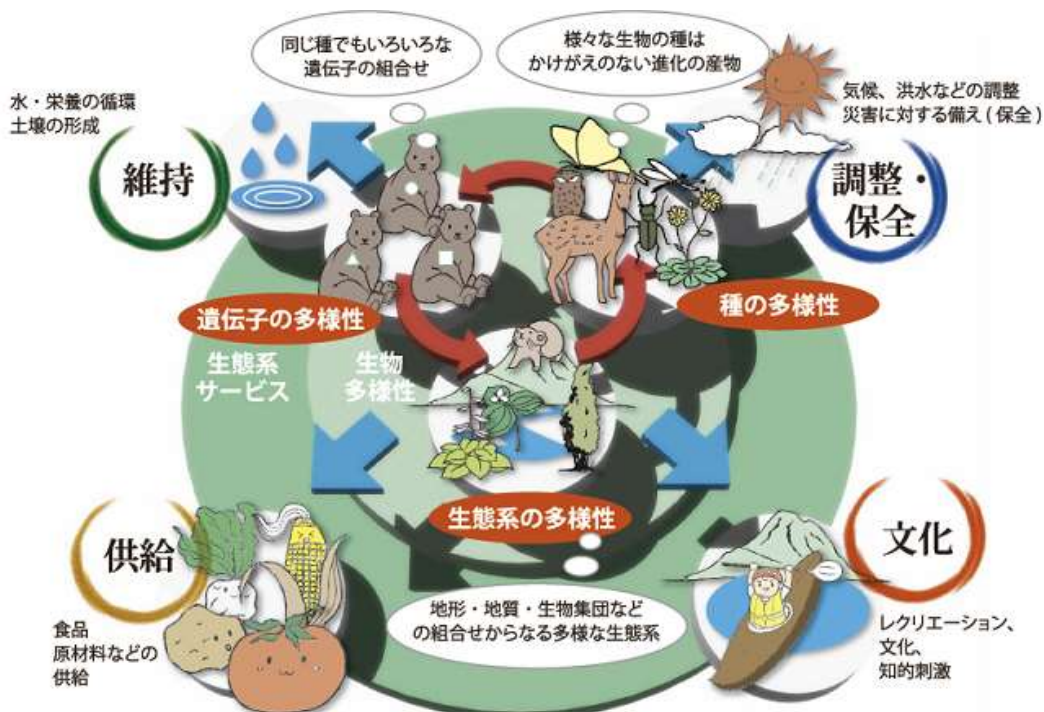 同じ種でもいろいろな
遺伝子の組合せ
様々な生物の種は
かけがえのない進化の産物
水・栄養の循環
土壌の形成
維持
気候、洪水などの調整
災害に対する備え(保全)
調整・
保全
遺伝子の多様性
種の多様性
生態系
サービス
生物
多様性
生態系の多様性
供給
食品
原材料などの
供給
地形・地質・生物集団など
の組合せからなる多様な生態系
文化
レクリエーション、
文化、
知的刺激